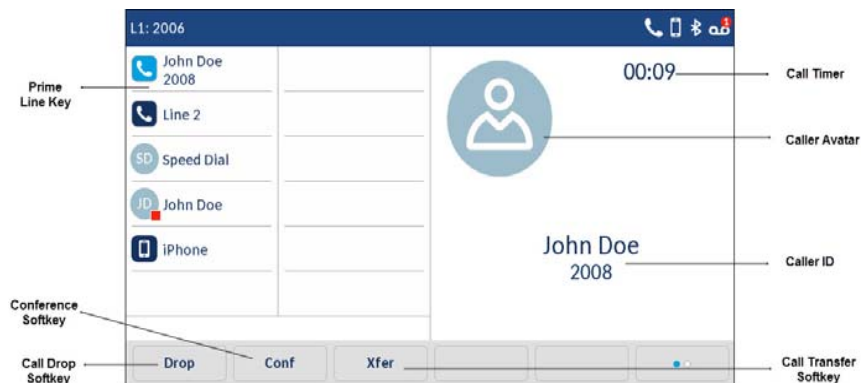 L1: 2006
1
John Doe
2008
00:09
Call Timer
Prime
Line Key
Line 2
Caller Avatar
SD Speed Dial
JD John Doe
iPhone
John Doe
2008
Caller ID
Conference
Softkey
Call Drop
Softkey
Drop
Conf
Xfer
Call Transfer
Softkey